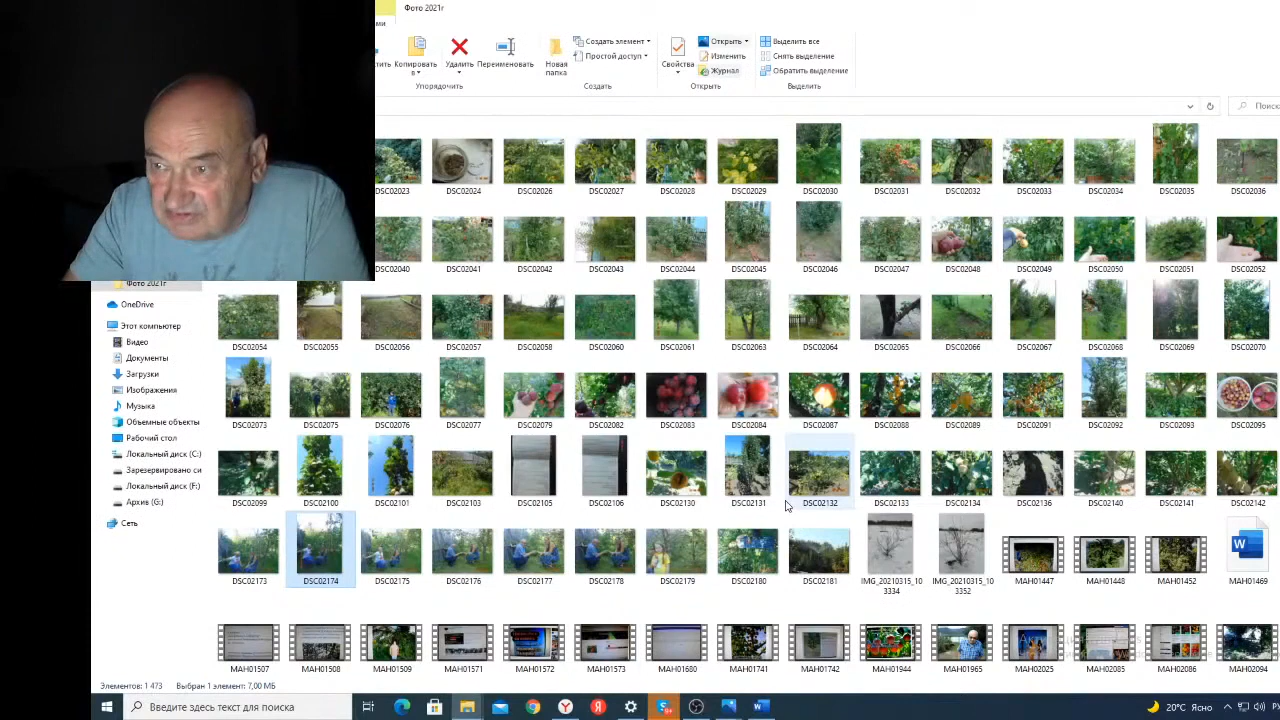 Фото 2021г
Копировать в
Удалить
Переименовать
Новая папка
Создать элемент
Простой доступ
Свойства
Открыть
Изменить
Журнал
Выделить все
Снять выделение
Обратить выделение
Упорядочить
Создать
Открыть
Выделить
DSC02023 DSC02024 DSC02026 DSC02027 DSC02028 DSC02029 DSC02030 DSC02031 DSC02032 DSC02033 DSC02034 DSC02035 DSC02036
DSC02040 DSC02041 DSC02042 DSC02043 DSC02044 DSC02045 DSC02046 DSC02047 DSC02048 DSC02049 DSC02050 DSC02051 DSC02052
Фото 2021г
OneDrive
Этот компьютер
Видео
Документы
Загрузки
Изображения
Музыка
Объемные объекты
Рабочий стол
Локальный диск (C:)
Зарезервировано си
Локальный диск (F:)
Архив (G:)
Сеть
DSC02054 DSC02055 DSC02056 DSC02057 DSC02058 DSC02060 DSC02061 DSC02063 DSC02064 DSC02065 DSC02066 DSC02067 DSC02068 DSC02069 DSC02070
DSC02073 DSC02075 DSC02076 DSC02077 DSC02079 DSC02082 DSC02083 DSC02084 DSC02087 DSC02088 DSC02089 DSC02091 DSC02092 DSC02093 DSC02095
DSC02099 DSC02100 DSC02101 DSC02103 DSC02105 DSC02106 DSC02130 DSC02131 DSC02132 DSC02133 DSC02134 DSC02136 DSC02140 DSC02141 DSC02142
DSC02173 DSC02174 DSC02175 DSC02176 DSC02177 DSC02178 DSC02179 DSC02180 DSC02181 IMG_20210315_103334 IMG_20210315_103352 MAH01447 MAH01448 MAH01452 MAH01469
MAH01507 MAH01508 MAH01509 MAH01571 MAH01572 MAH01573 MAH01680 MAH01741 MAH01742 MAH01944 MAH01965 MAH02025 MAH02085 MAH02086 MAH02094
Элементов: 1 473 Выбран 1 элемент: 7,00 МБ
Введите здесь текст для поиска
20°C Ясно